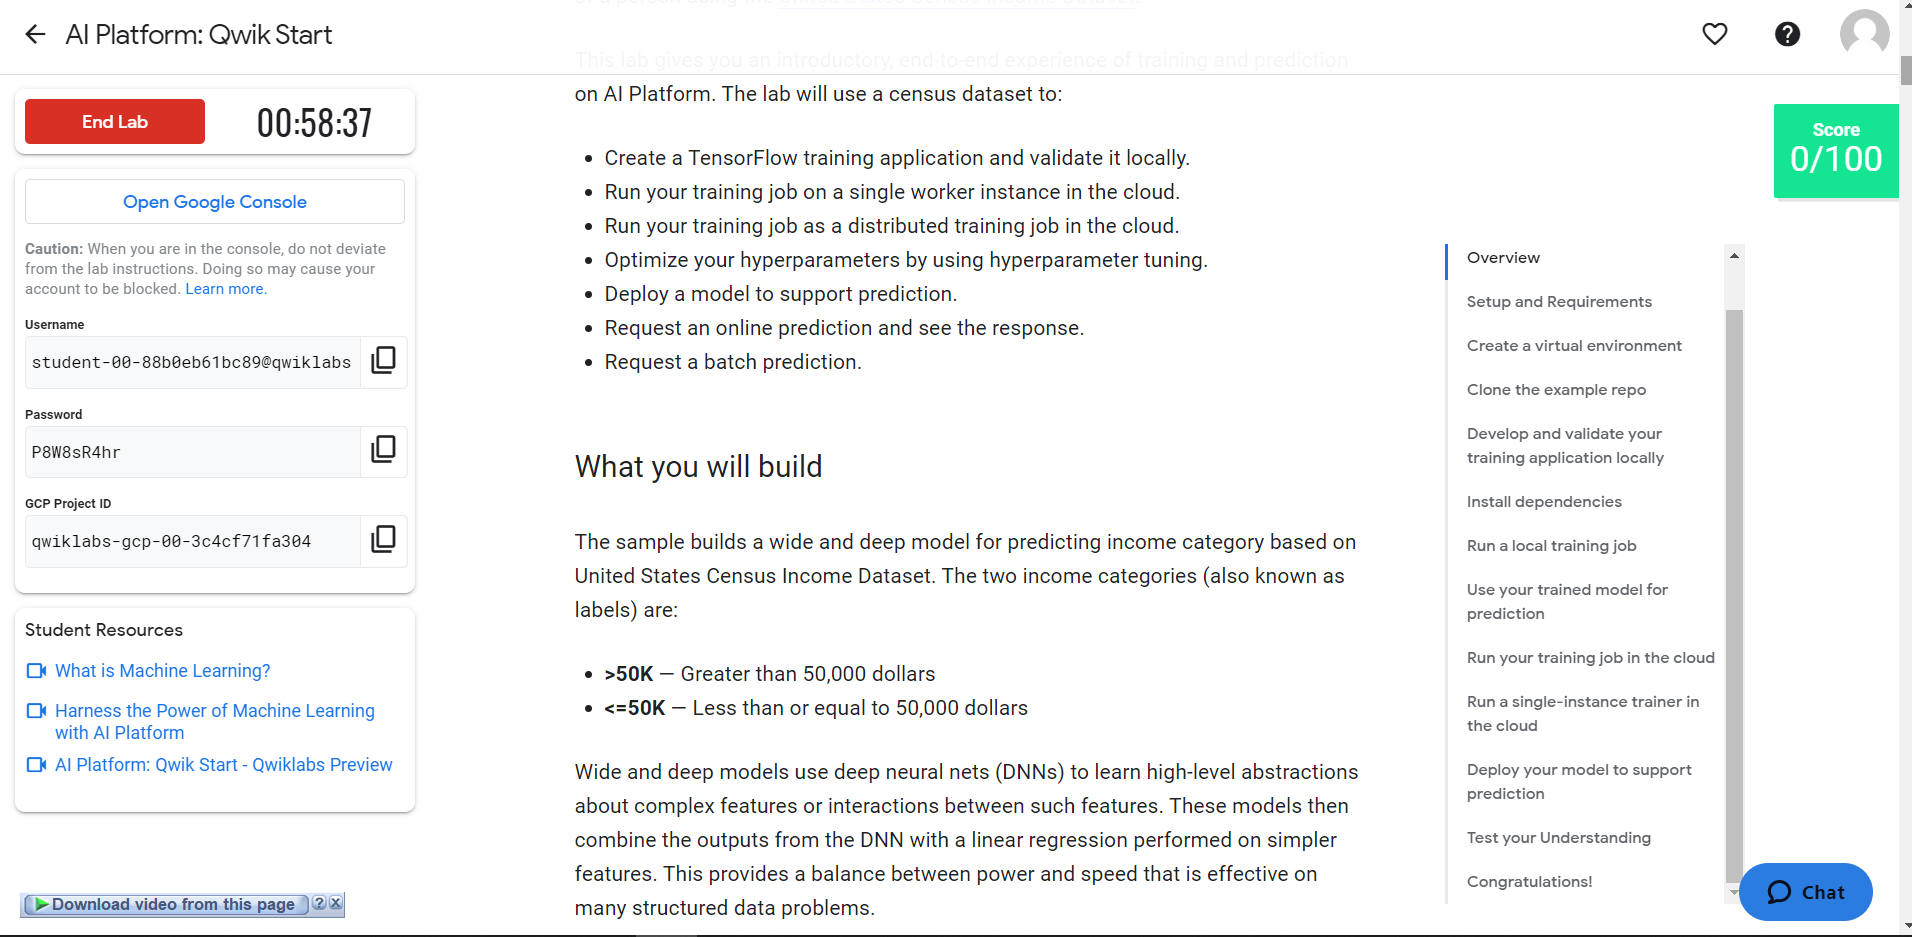 AI Platform: Qwik Start
End Lab
00:58:37
Open Google Console
Caution: When you are in the console, do not deviate
from the lab instructions. Doing so may cause your
account to be blocked. Learn more.
Username
student-00-88b0eb61bc89@qwiklabs
Password
P8W8sR4hr
GCP Project ID
qwiklabs-gcp-00-3c4cf71fa304
Student Resources
What is Machine Learning?
Harness the Power of Machine Learning
with AI Platform
AI Platform: Qwik Start - Qwiklabs Preview
Download video from this page
?
X
of a person using the United States Census Income Dataset.
This lab gives you an introductory, end-to-end experience of training and prediction
on AI Platform. The lab will use a census dataset to:
• Create a TensorFlow training application and validate it locally.
• Run your training job on a single worker instance in the cloud.
• Run your training job as a distributed training job in the cloud.
• Optimize your hyperparameters by using hyperparameter tuning.
• Deploy a model to support prediction.
• Request an online prediction and see the response.
• Request a batch prediction.
What you will build
The sample builds a wide and deep model for predicting income category based on
United States Census Income Dataset. The two income categories (also known as
labels) are:
• >50K — Greater than 50,000 dollars
• <=50K — Less than or equal to 50,000 dollars
Wide and deep models use deep neural nets (DNNs) to learn high-level abstractions
about complex features or interactions between such features. These models then
combine the outputs from the DNN with a linear regression performed on simpler
features. This provides a balance between power and speed that is effective on
many structured data problems.
?
Score
0/100
Overview
Setup and Requirements
Create a virtual environment
Clone the example repo
Develop and validate your
training application locally
Install dependencies
Run a local training job
Use your trained model for
prediction
Run your training job in the cloud
Run a single-instance trainer in
the cloud
Deploy your model to support
prediction
Test your Understanding
Congratulations!
Chat